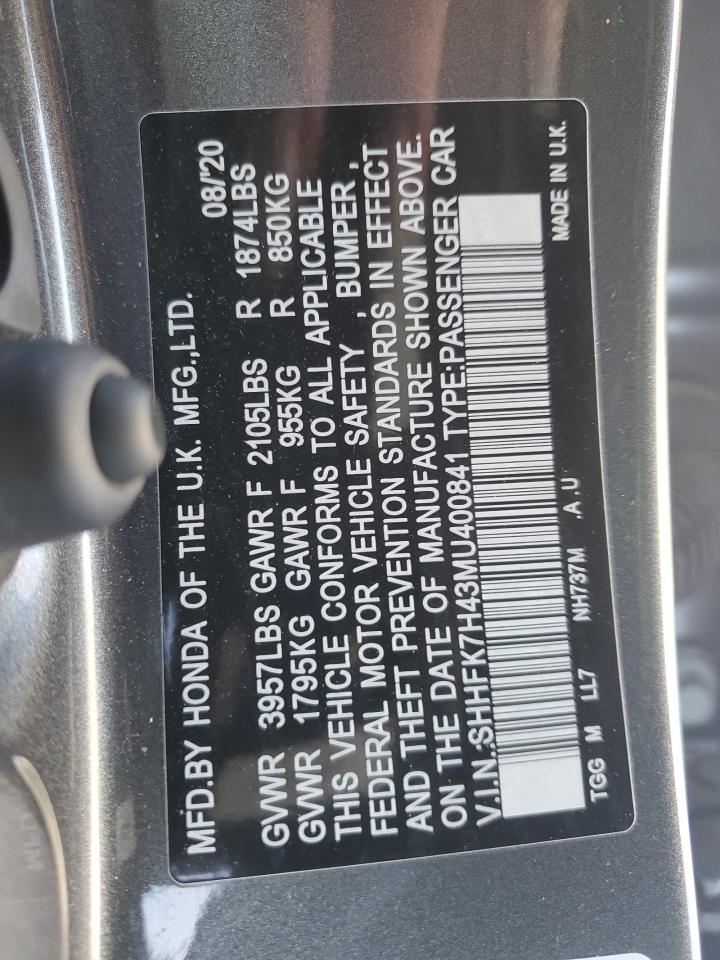 MFD.BY HONDA OF THE U.K. MFG.,LTD. 08/'20
GVWR 3957LBS GAWR F 2105LBS R 1874LBS
GVWR 1795KG GAWR F 955KG R 850KG
THIS VEHICLE CONFORMS TO ALL APPLICABLE
FEDERAL MOTOR VEHICLE SAFETY , BUMPER ,
AND THEFT PREVENTION STANDARDS IN EFFECT
ON THE DATE OF MANUFACTURE SHOWN ABOVE.
V.I.N.:SHHFK7H43MU400841 TYPE:PASSENGER CAR
TGG M LL7 NH737M .A .U MADE IN U.K.